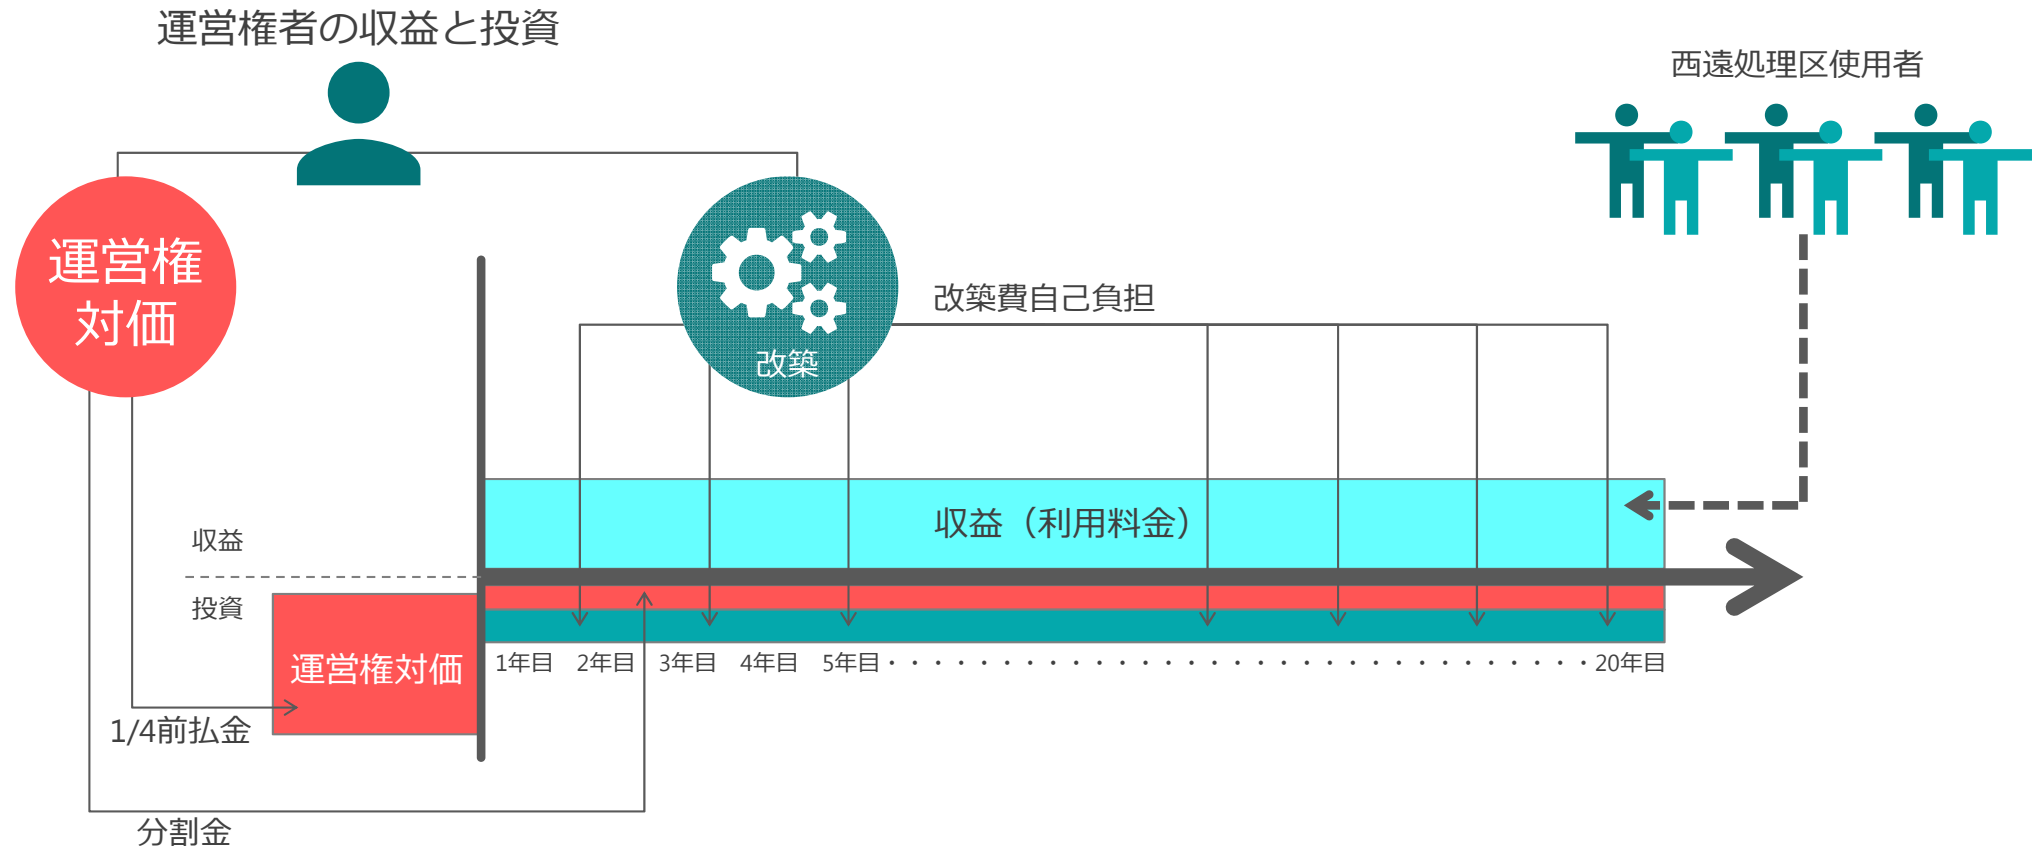 運営権者の収益と投資
西遠処理区使用者
運営権
対価
改築費自己負担
改築
収益（利用料金）
収益
投資
運営権対価
1年目 2年目 3年目 4年目 5年目・・・・・・・・・・・・・・・・・・・・・・・・・・・・・・・20年目
1/4前払金
分割金